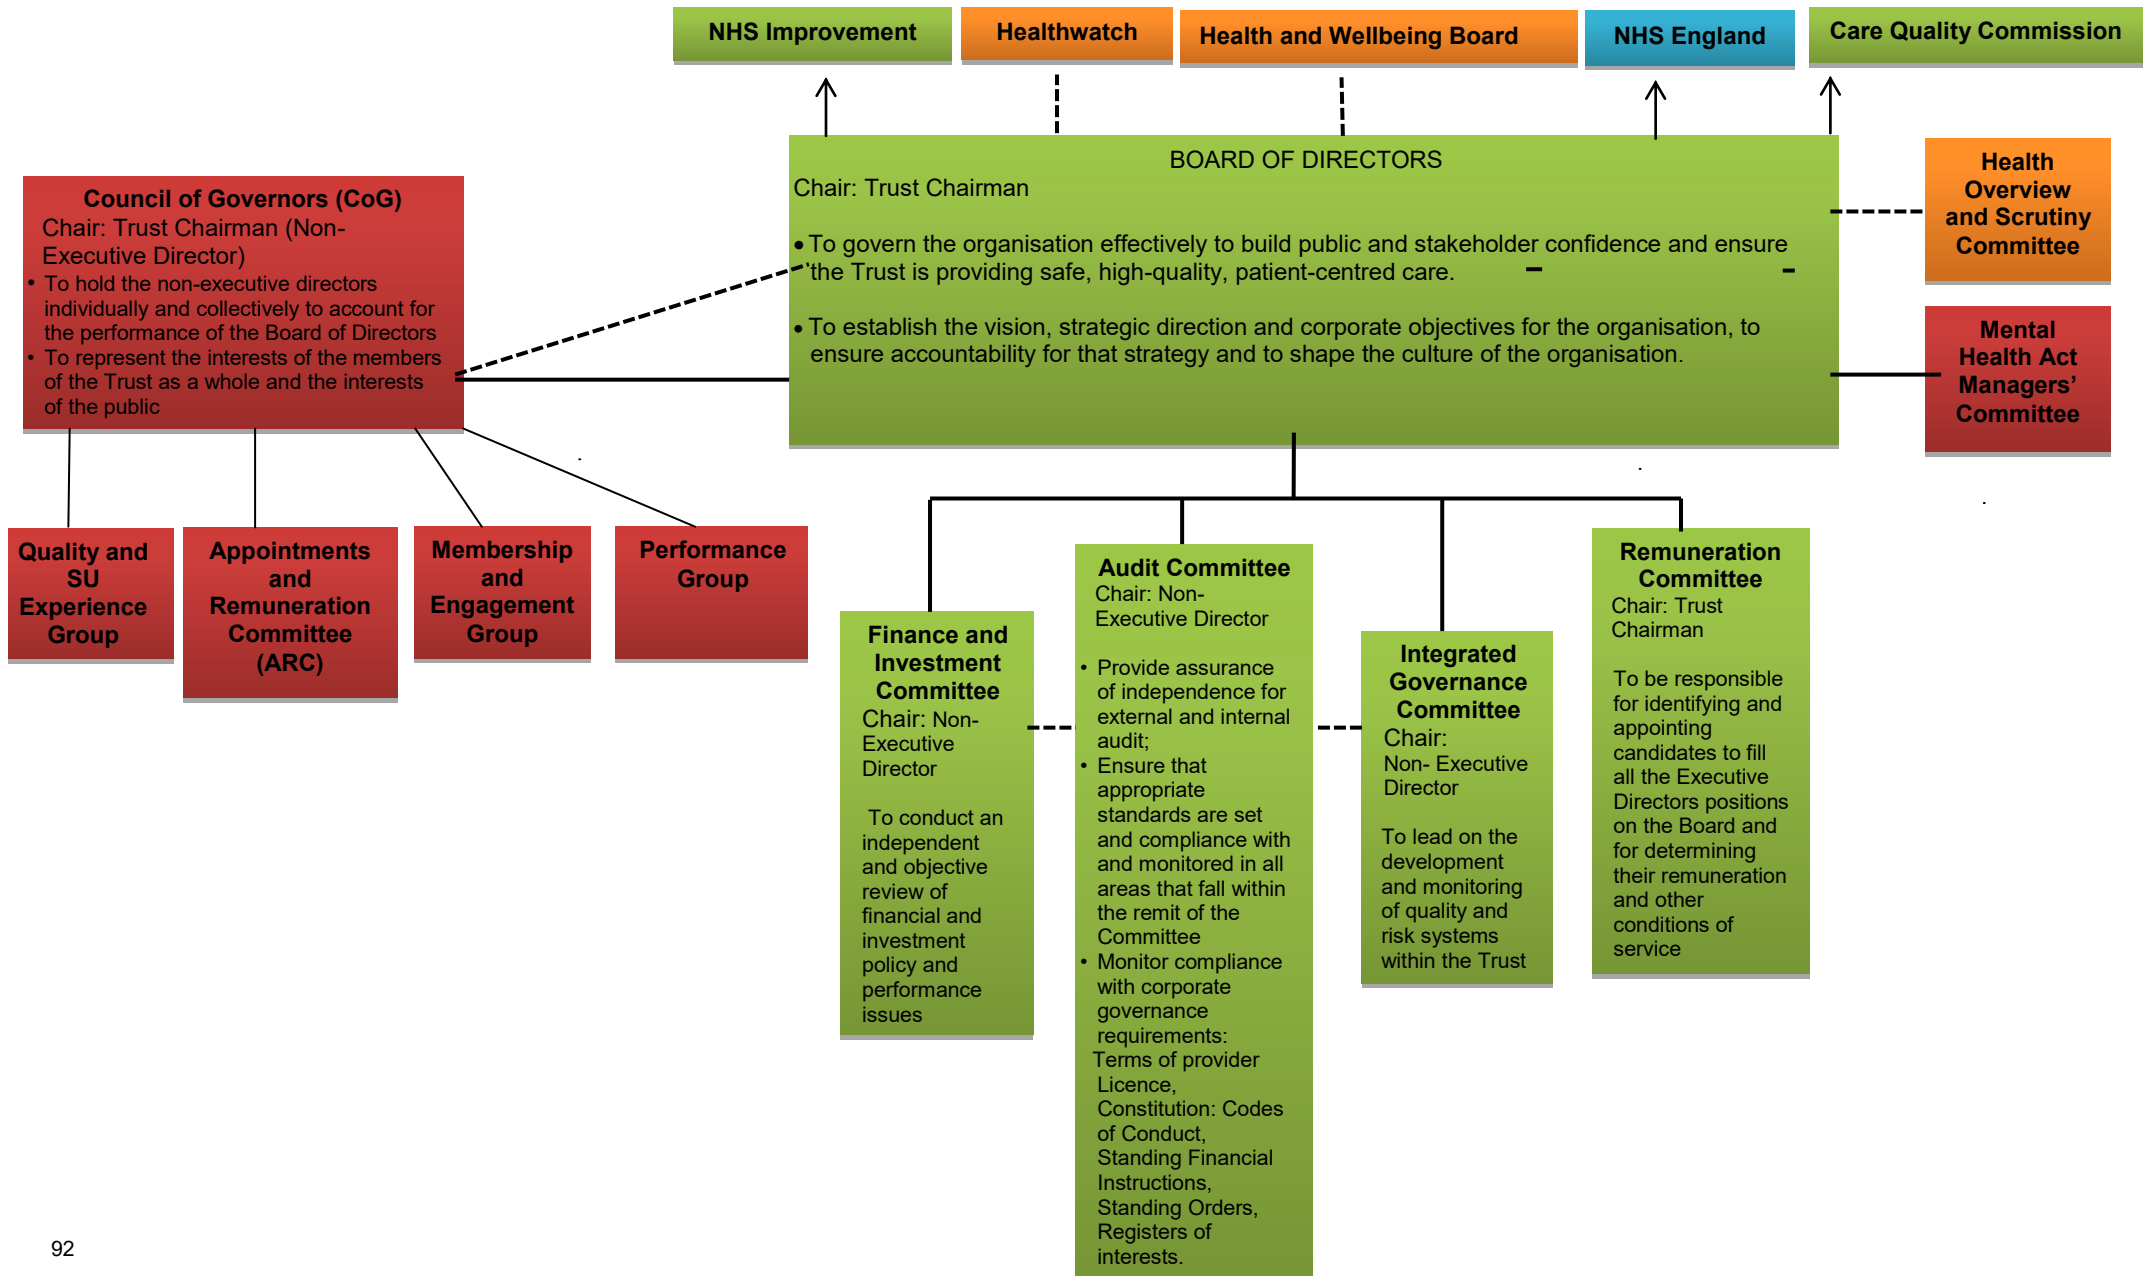 NHS Improvement
Healthwatch
Health and Wellbeing Board
NHS England
Care Quality Commission
BOARD OF DIRECTORS
Chair: Trust Chairman
• To govern the organisation effectively to build public and stakeholder confidence and ensure
the Trust is providing safe, high-quality, patient-centred care.
• To establish the vision, strategic direction and corporate objectives for the organisation, to
ensure accountability for that strategy and to shape the culture of the organisation.
Health
Overview
and Scrutiny
Committee
Mental
Health Act
Managers’
Committee
Council of Governors (CoG)
Chair: Trust Chairman (Non-
Executive Director)
• To hold the non-executive directors
individually and collectively to account for
the performance of the Board of Directors
• To represent the interests of the members
of the Trust as a whole and the interests
of the public
Quality and
SU
Experience
Group
Appointments
and
Remuneration
Committee
(ARC)
Membership
and
Engagement
Group
Performance
Group
Finance and
Investment
Committee
Chair: Non-
Executive
Director
To conduct an
independent
and objective
review of
financial and
investment
policy and
performance
issues
Audit Committee
Chair: Non-
Executive Director
• Provide assurance
of independence for
external and internal
audit;
• Ensure that
appropriate
standards are set
and compliance with
and monitored in all
areas that fall within
the remit of the
Committee
• Monitor compliance
with corporate
governance
requirements:
Terms of provider
Licence,
Constitution: Codes
of Conduct,
Standing Financial
Instructions,
Standing Orders,
Registers of
interests.
Integrated
Governance
Committee
Chair:
Non- Executive
Director
To lead on the
development
and monitoring
of quality and
risk systems
within the Trust
Remuneration
Committee
Chair: Trust
Chairman
To be responsible
for identifying and
appointing
candidates to fill
all the Executive
Directors positions
on the Board and
for determining
their remuneration
and other
conditions of
service
92